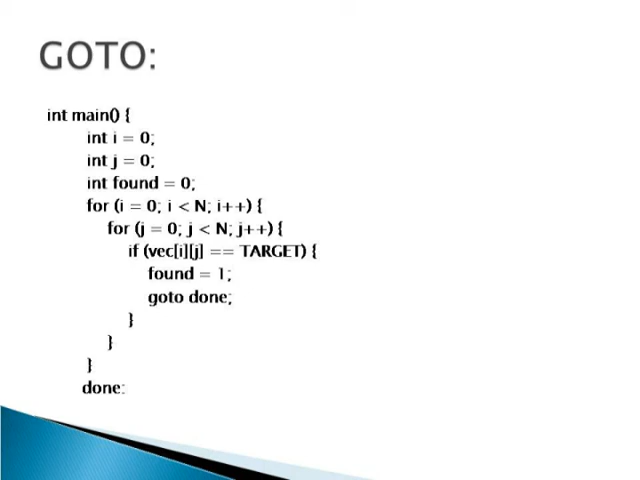 GOTO:
int main() {
int i = 0;
int j = 0;
int found = 0;
for (i = 0; i < N; i++) {
for (j = 0; j < N; j++) {
if (vec[i][j] == TARGET) {
found = 1;
goto done;
}
}
}
done: